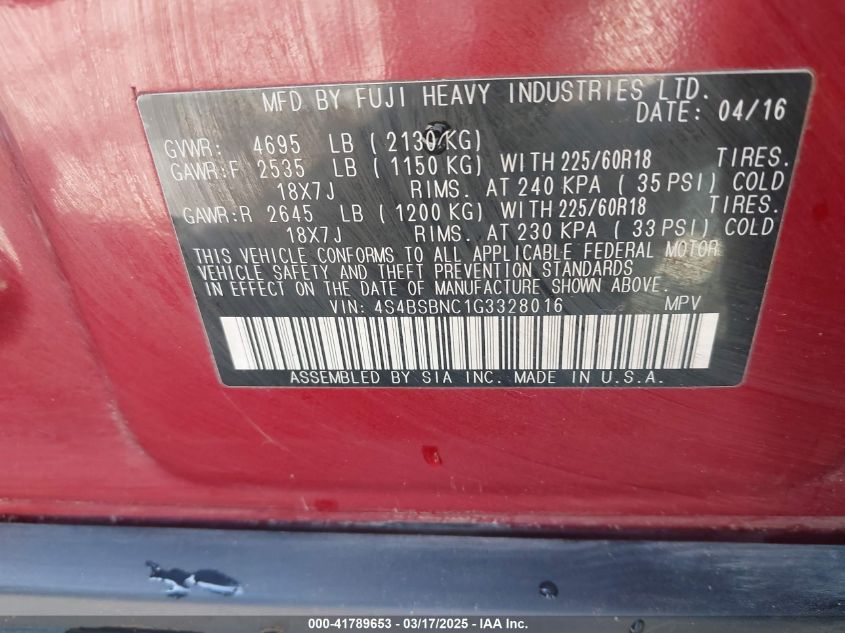 MFD BY FUJI HEAVY INDUSTRIES LTD.
DATE: 04/16
GVWR: 4695 LB ( 2130 KG)
GAWR:F 2535 LB ( 1150 KG) WITH 225/60R18 TIRES.
18X7J RIMS. AT 240 KPA ( 35 PSI) COLD
GAWR:R 2645 LB ( 1200 KG) WITH 225/60R18 TIRES.
18X7J RIMS. AT 230 KPA ( 33 PSI) COLD
THIS VEHICLE CONFORMS TO ALL APPLICABLE FEDERAL MOTOR
VEHICLE SAFETY AND THEFT PREVENTION STANDARDS
IN EFFECT ON THE DATE OF MANUFACTURE SHOWN ABOVE.
VIN: 4S4BSBNC1G3328016 MPV
ASSEMBLED BY SIA INC. MADE IN U.S.A.
000-41789653 - 03/17/2025 - IAA Inc.